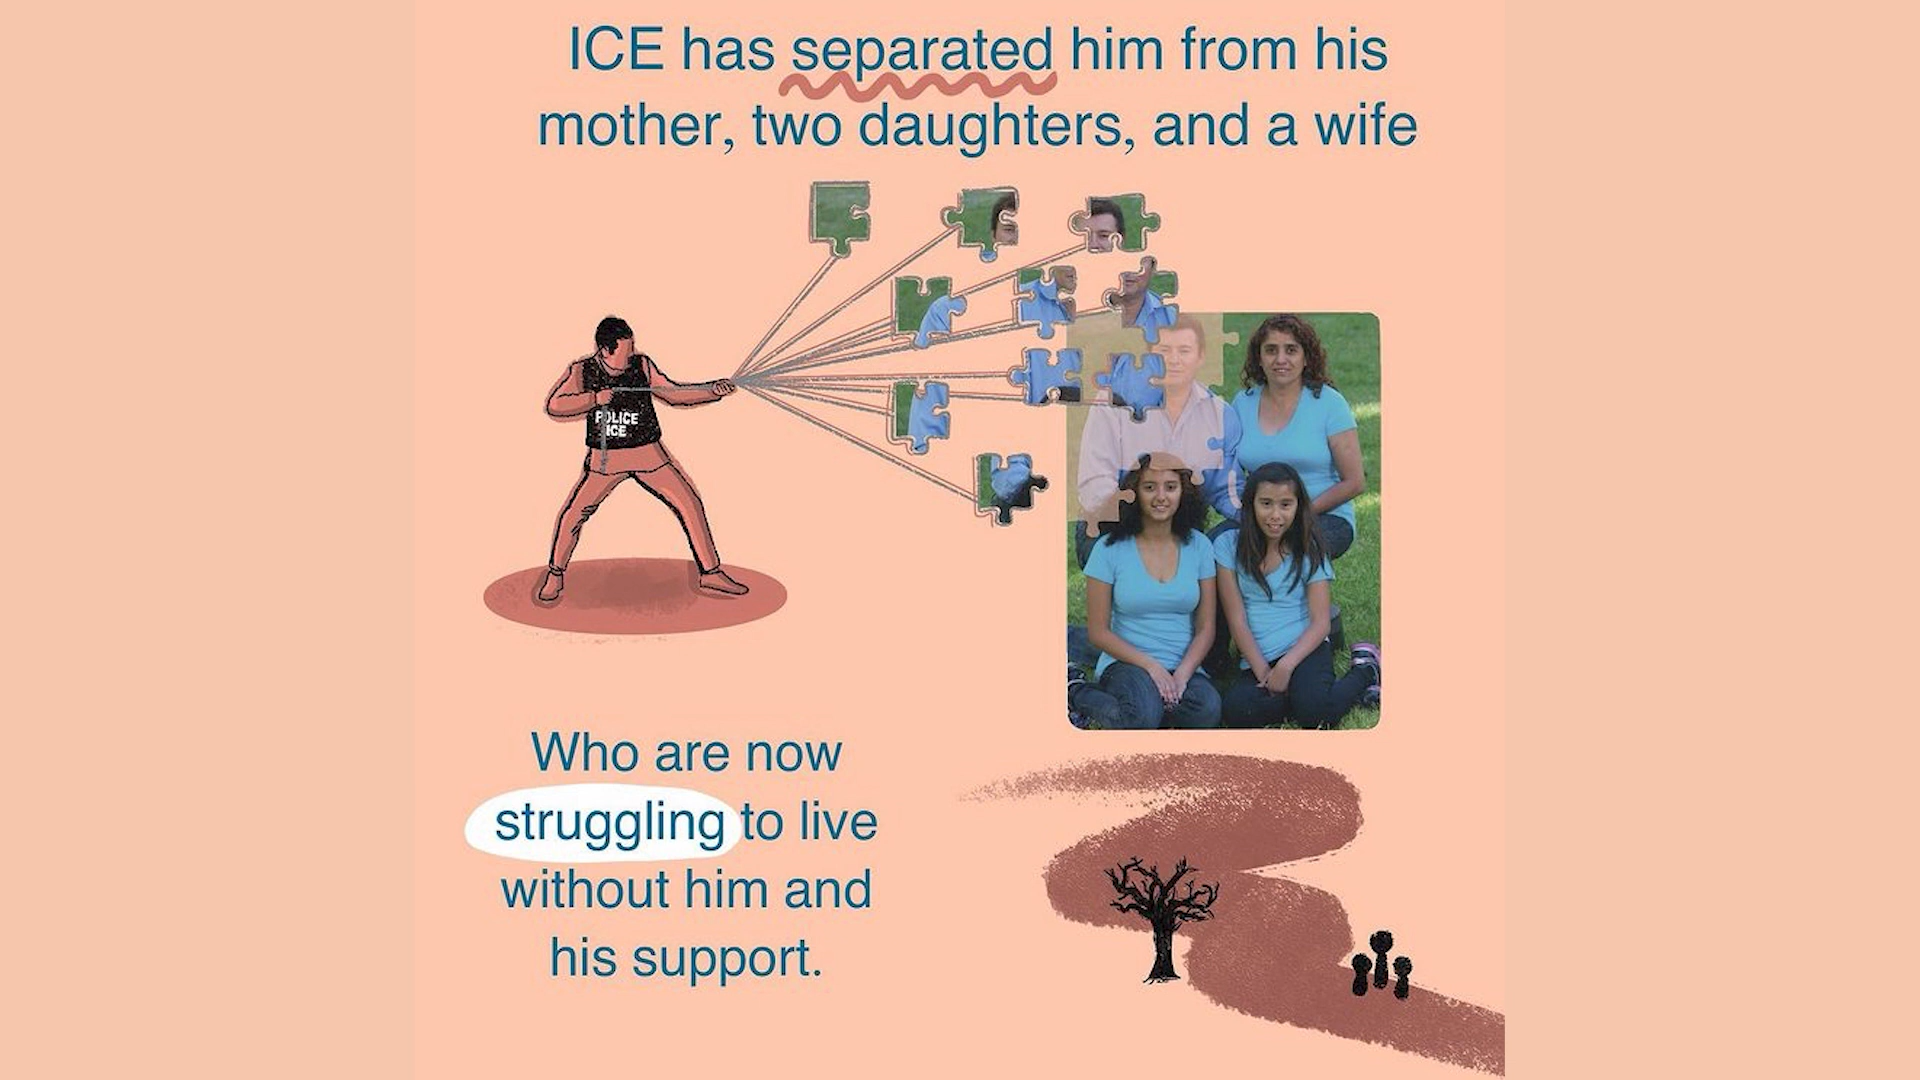 ICE has separated him from his
mother, two daughters, and a wife
POLICE
ICE
Who are now
struggling to live
without him and
his support.